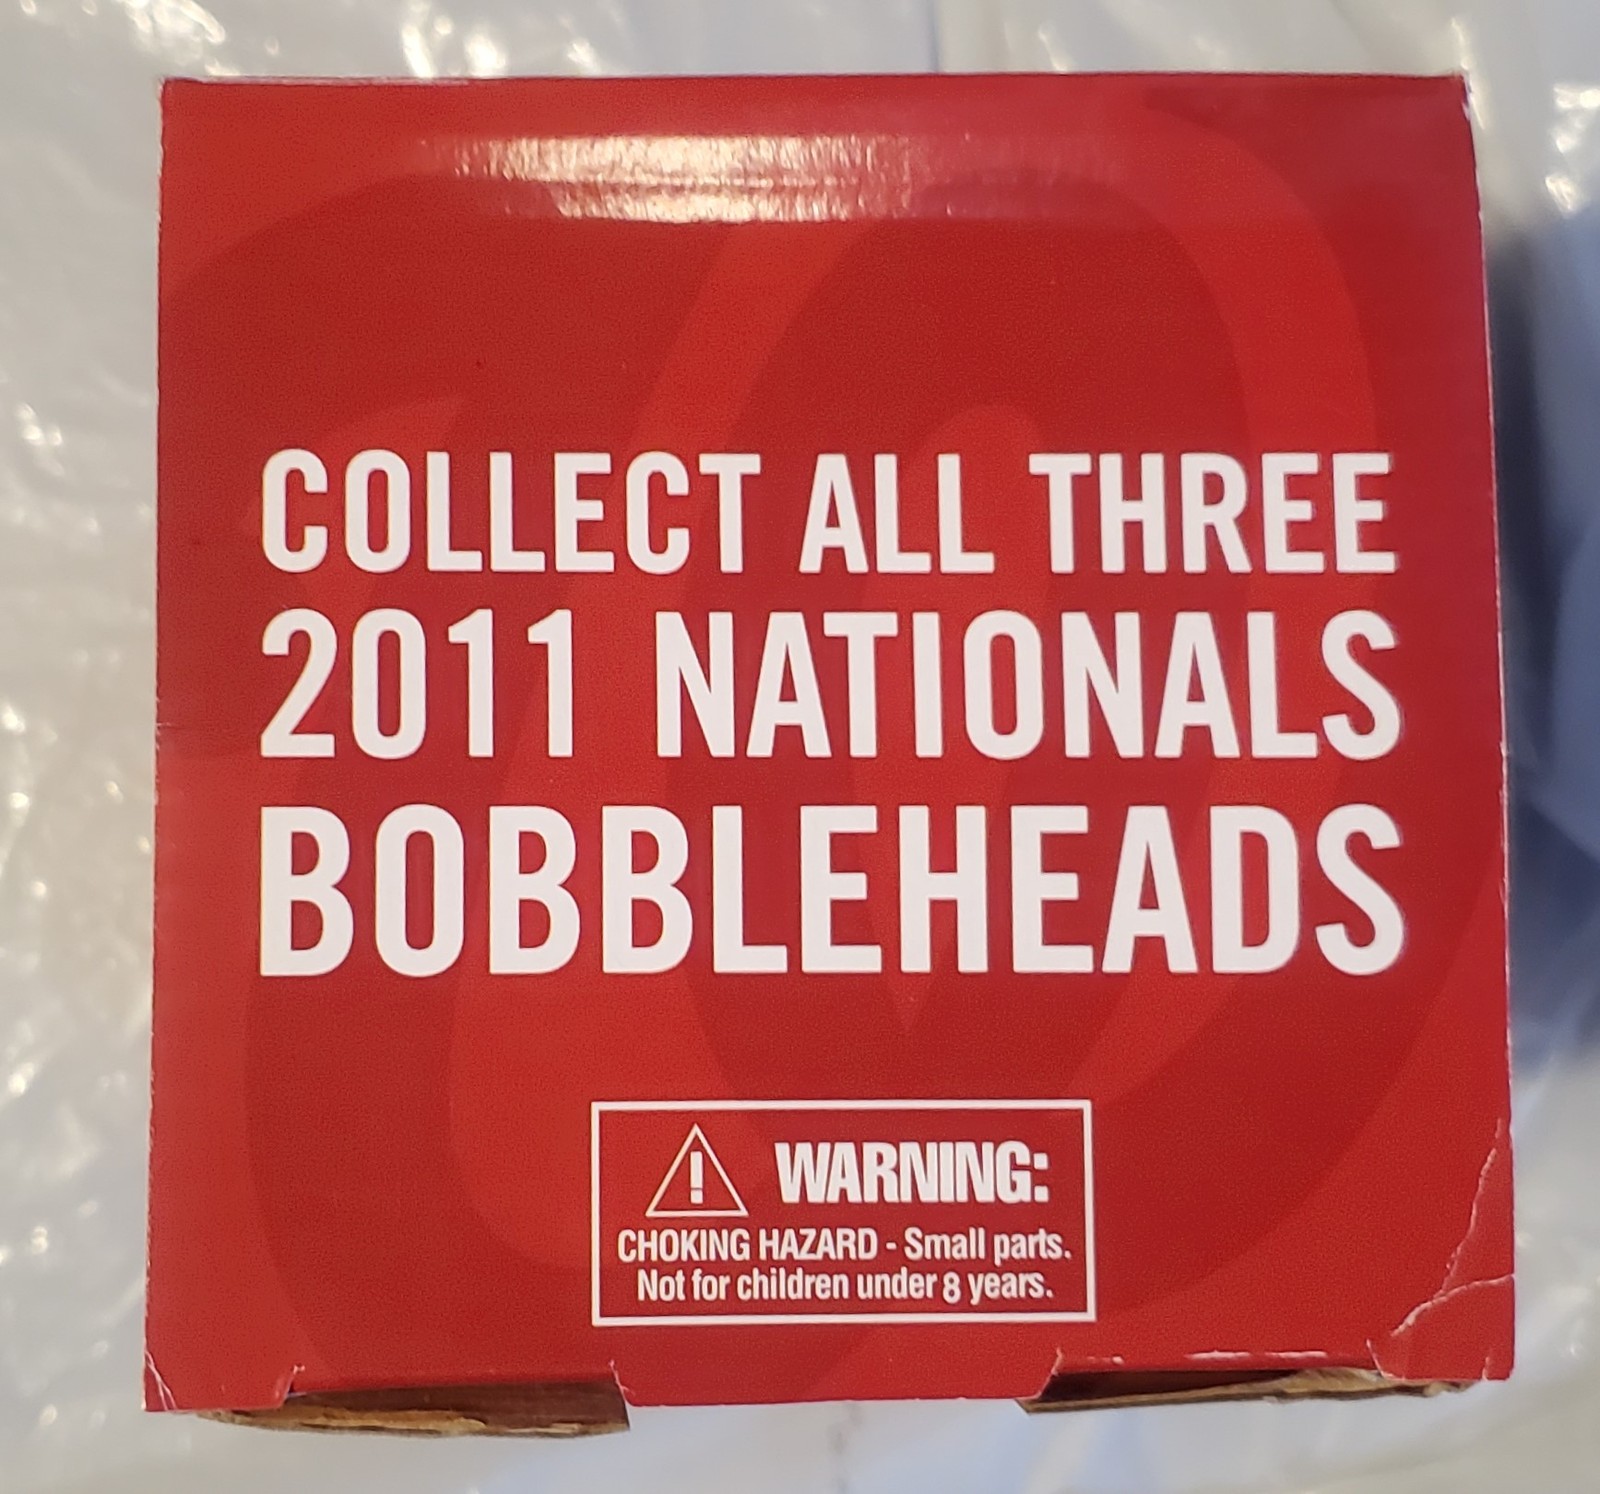 COLLECT ALL THREE
2011 NATIONALS
BOBBLEHEADS
WARNING:
CHOKING HAZARD - Small parts.
Not for children under 8 years.